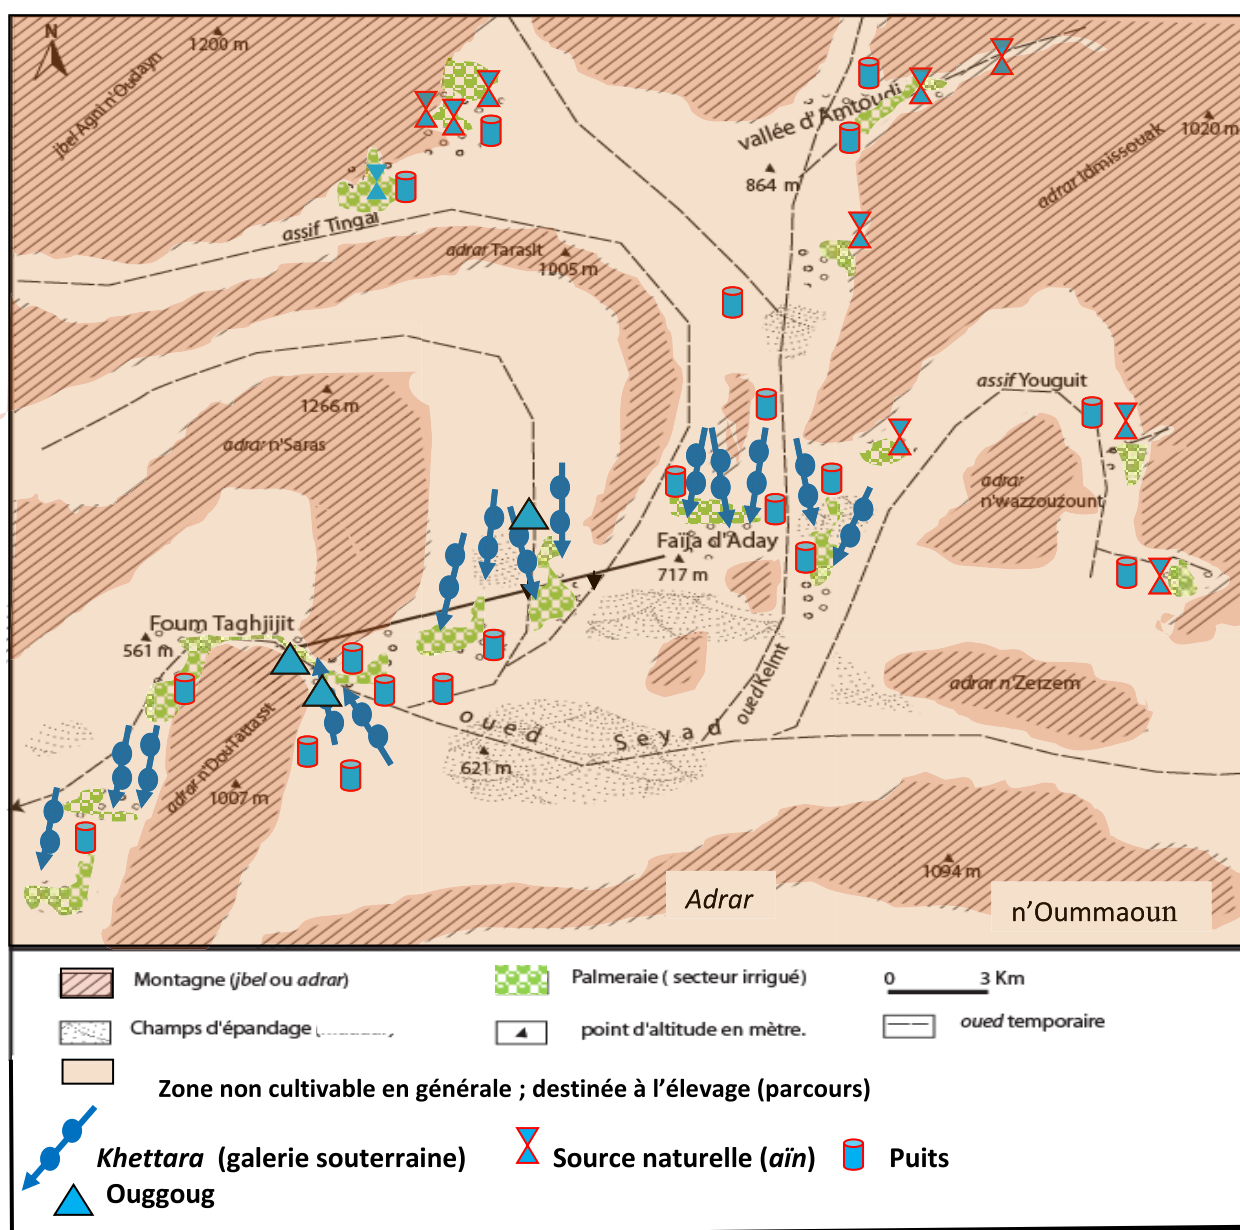 N
1200 m
jbel Agni n'Oudayn
vallée d'Amtoudi
1020 m
adrar Idmissouak
864 m
assif Tingai
adrar Taraslt
1005 m
assif Youguit
1266 m
adrar n'Saras
adrar
n'wazzouzount
Faïja d'Aday
717 m
Foum Taghjijit
561 m
oued Kelmt
adrar n'Zerzem
oued Seyad
adrar n'Doutattasst
621 m
1007 m
1094 m
Adrar
n'Oummaoun
Montagne (jbel ou adrar)
Palmeraie ( secteur irrigué)
0 3 Km
Champs d'épandage
point d'altitude en mètre.
oued temporaire
Zone non cultivable en générale ; destinée à l'élevage (parcours)
Khettara (galerie souterraine)
Source naturelle (aïn)
Puits
Ouggoug